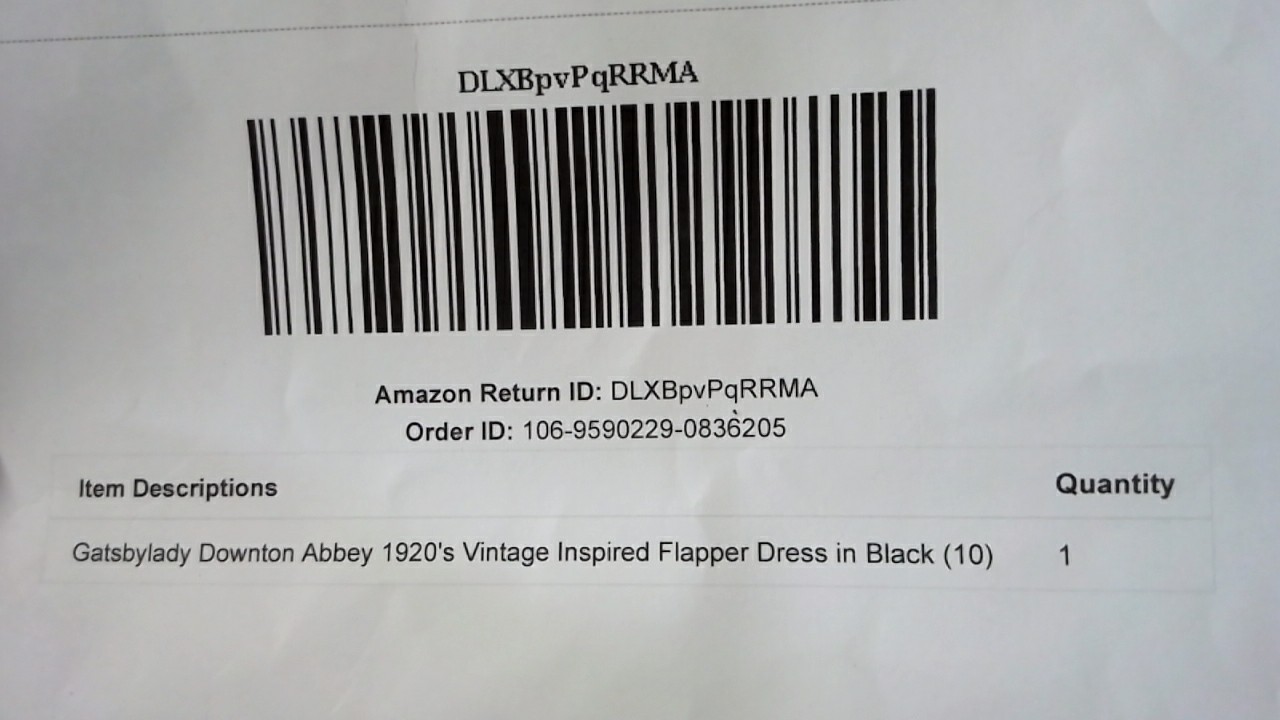 DLXBpvPqRRMA
Amazon Return ID: DLXBpvPqRRMA
Order ID: 106-9590229-0836205
Item Descriptions Quantity
Gatsbylady Downton Abbey 1920's Vintage Inspired Flapper Dress in Black (10) 1